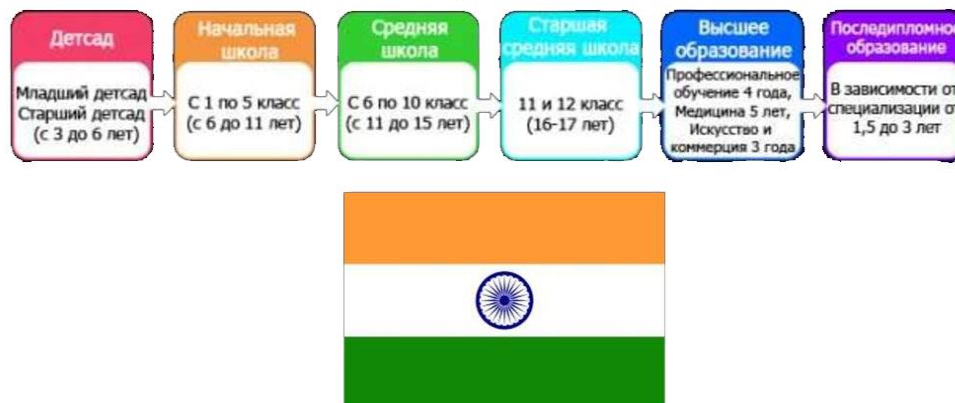 Детсад
Младший детсад
Старший детсад
(с 3 до 6 лет)
Начальная
школа
С 1 по 5 класс
(с 6 до 11 лет)
Средняя
школа
С 6 по 10 класс
(с 11 до 15 лет)
Старшая
средняя школа
11 и 12 класс
(16-17 лет)
Высшее
образование
Профессиональное
обучение 4 года,
Медицина 5 лет,
Искусство и
коммерция 3 года
Последипломное
образование
В зависимости от
специализации от
1,5 до 3 лет